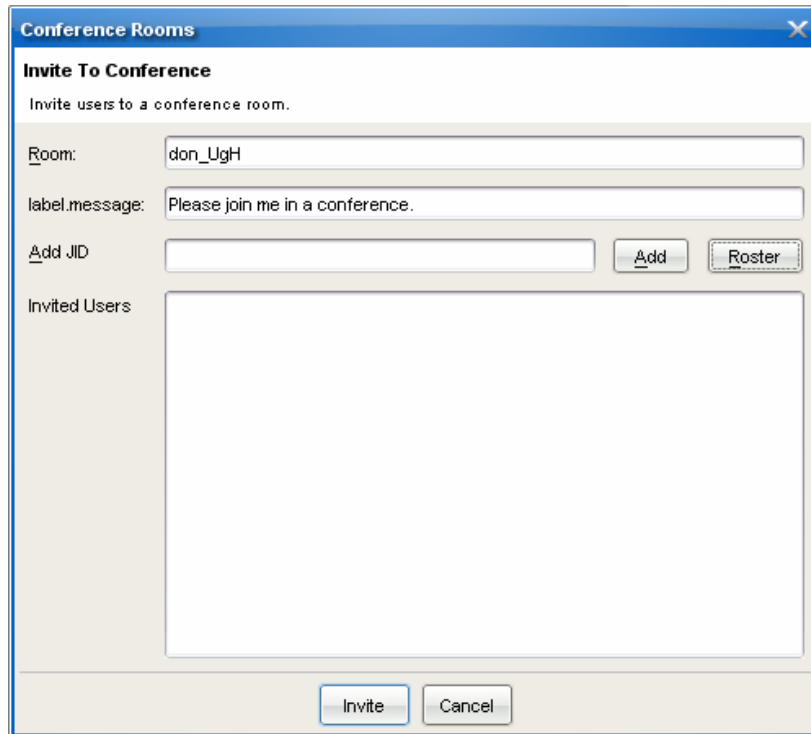 Conference Rooms
Invite To Conference
Invite users to a conference room.
Room: don_UgH
label.message: Please join me in a conference.
Add JID Add Roster
Invited Users
Invite Cancel